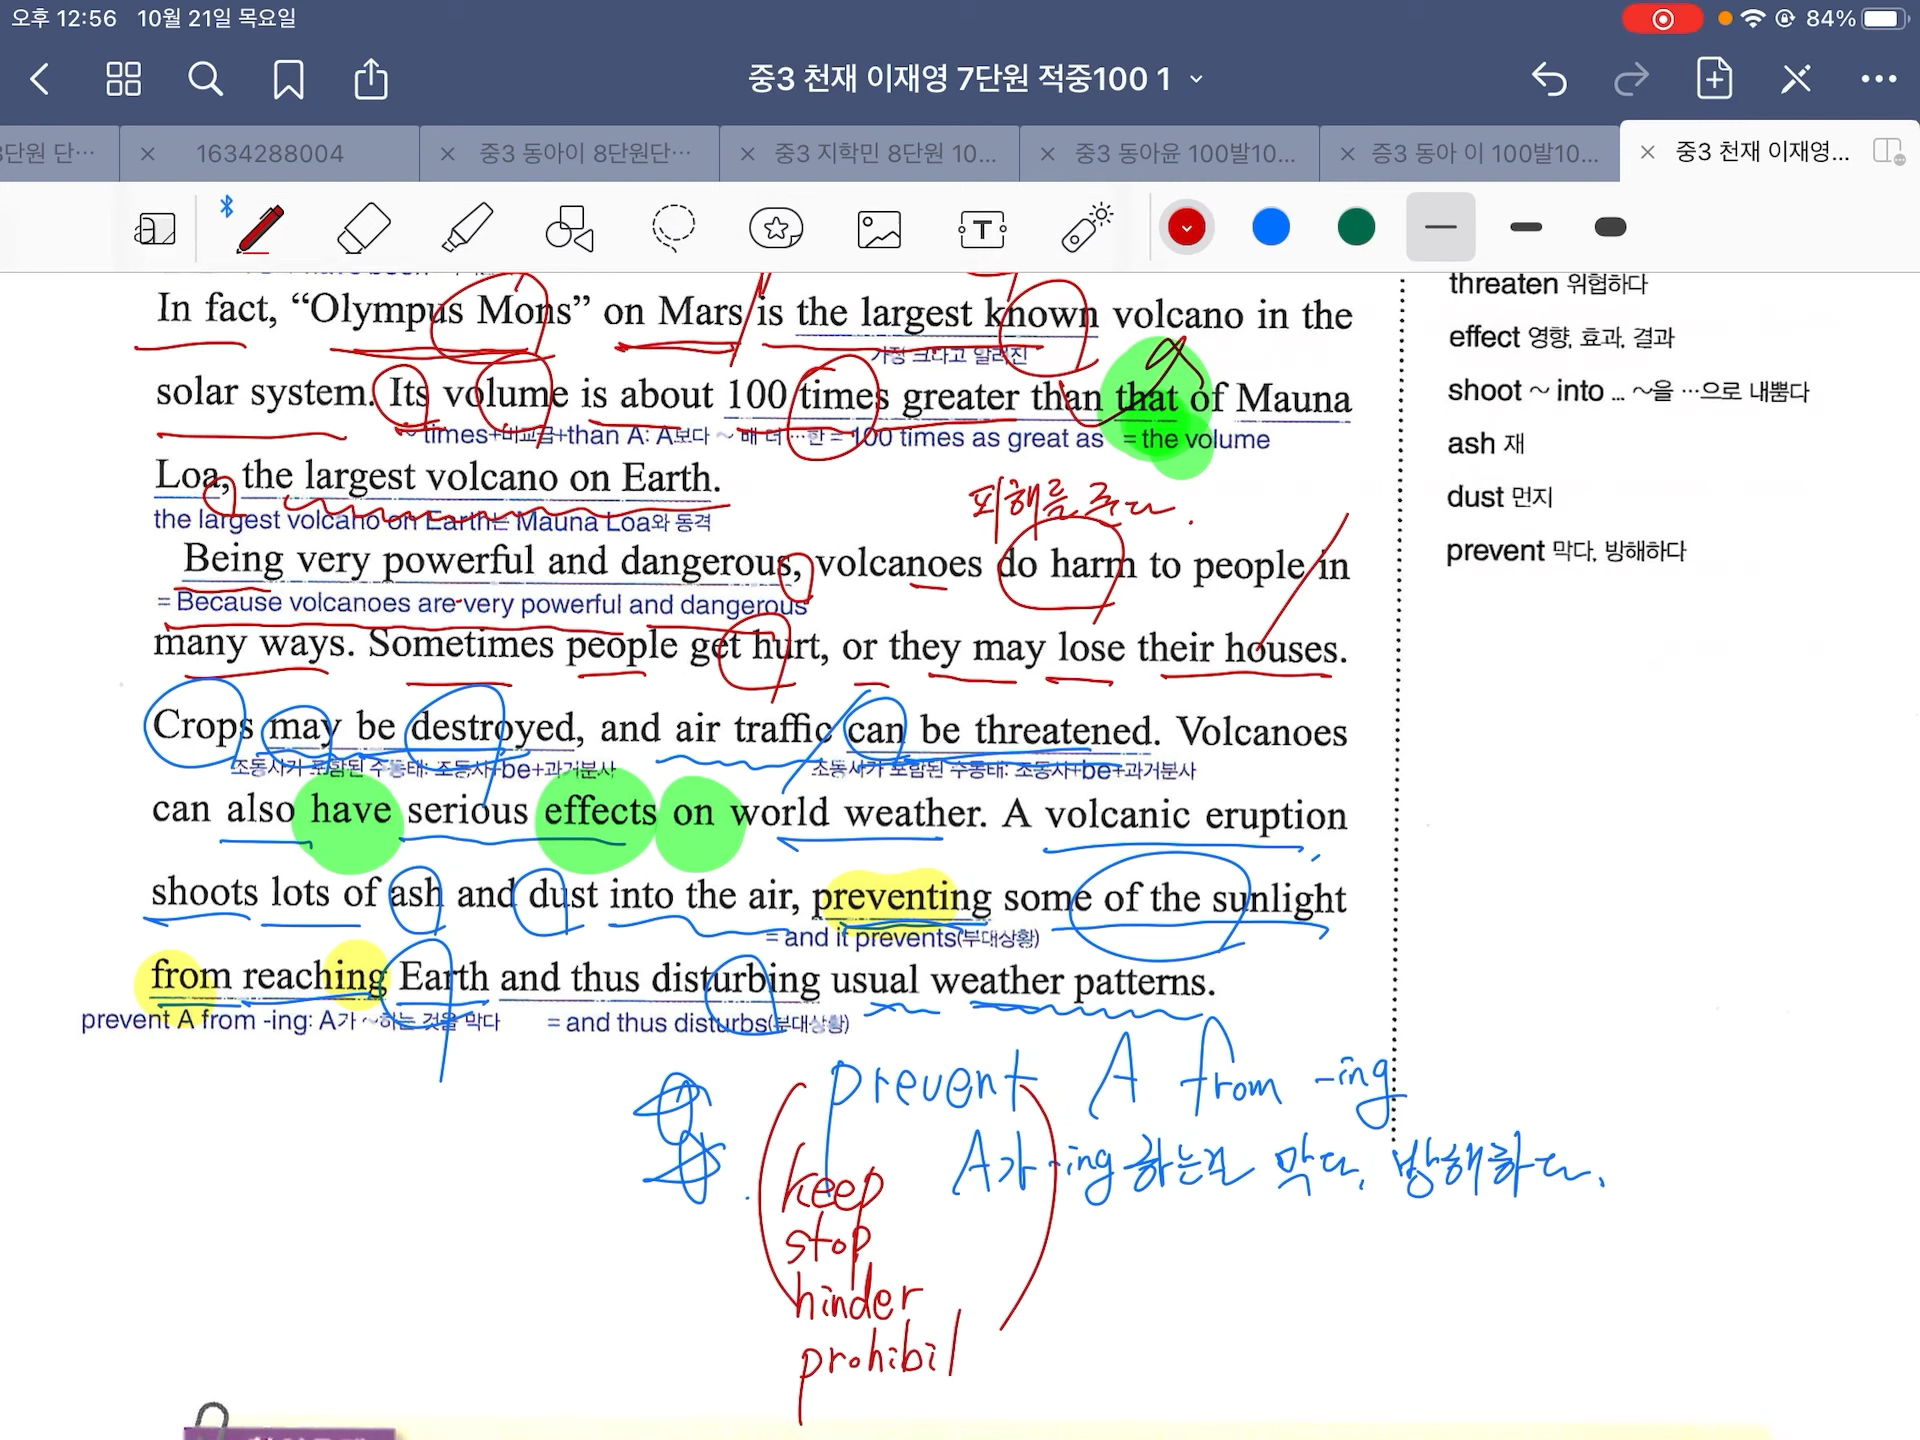 오후 12:56 10월 21일 목요일
84%
중3 천재 이재영 7단원 적중100 1
단원 단…
1634288004
중3 동아이 8단원단…
중3 지학민 8단원 10…
중3 동아윤 100발10…
중3 동아 이 100발10…
중3 천재 이재영…
In fact, “Olympus Mons” on Mars is the largest known volcano in the
가장 크다고 알려진
solar system. Its volume is about 100 times greater than that of Mauna
~ times+비교급+than A: A보다 ~ 배 더 …한 = 100 times as great as = the volume
Loa, the largest volcano on Earth.
the largest volcano on Earth는 Mauna Loa와 동격
피해를 주다.
Being very powerful and dangerous, volcanoes do harm to people in
= Because volcanoes are very powerful and dangerous
many ways. Sometimes people get hurt, or they may lose their houses.
Crops may be destroyed, and air traffic can be threatened. Volcanoes
조동사가 포함된 수동태: 조동사+be+과거분사 조동사가 포함된 수동태: 조동사+be+과거분사
can also have serious effects on world weather. A volcanic eruption
shoots lots of ash and dust into the air, preventing some of the sunlight
= and it prevents(부대상황)
from reaching Earth and thus disturbing usual weather patterns.
prevent A from -ing: A가 ~하는 것을 막다 = and thus disturbs(부대상황)
prevent A from -ing
A가 -ing 하는걸 막다, 방해하다.
keep
stop
hinder
prohibit
threaten 위협하다
effect 영향, 효과, 결과
shoot ~ into ... ~을 …으로 내뿜다
ash 재
dust 먼지
prevent 막다, 방해하다